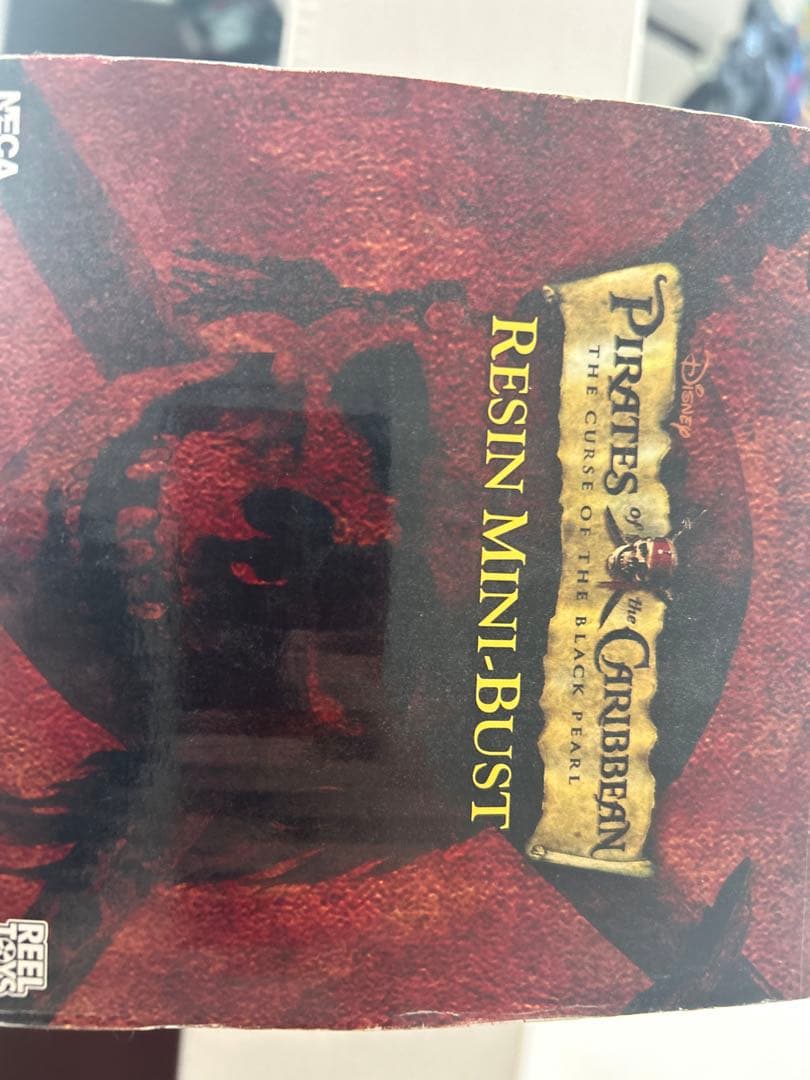 Disney
PIRATES of the CARIBBEAN
THE CURSE OF THE BLACK PEARL
RESIN MINI-BUST
NECA
REEL
TOYS